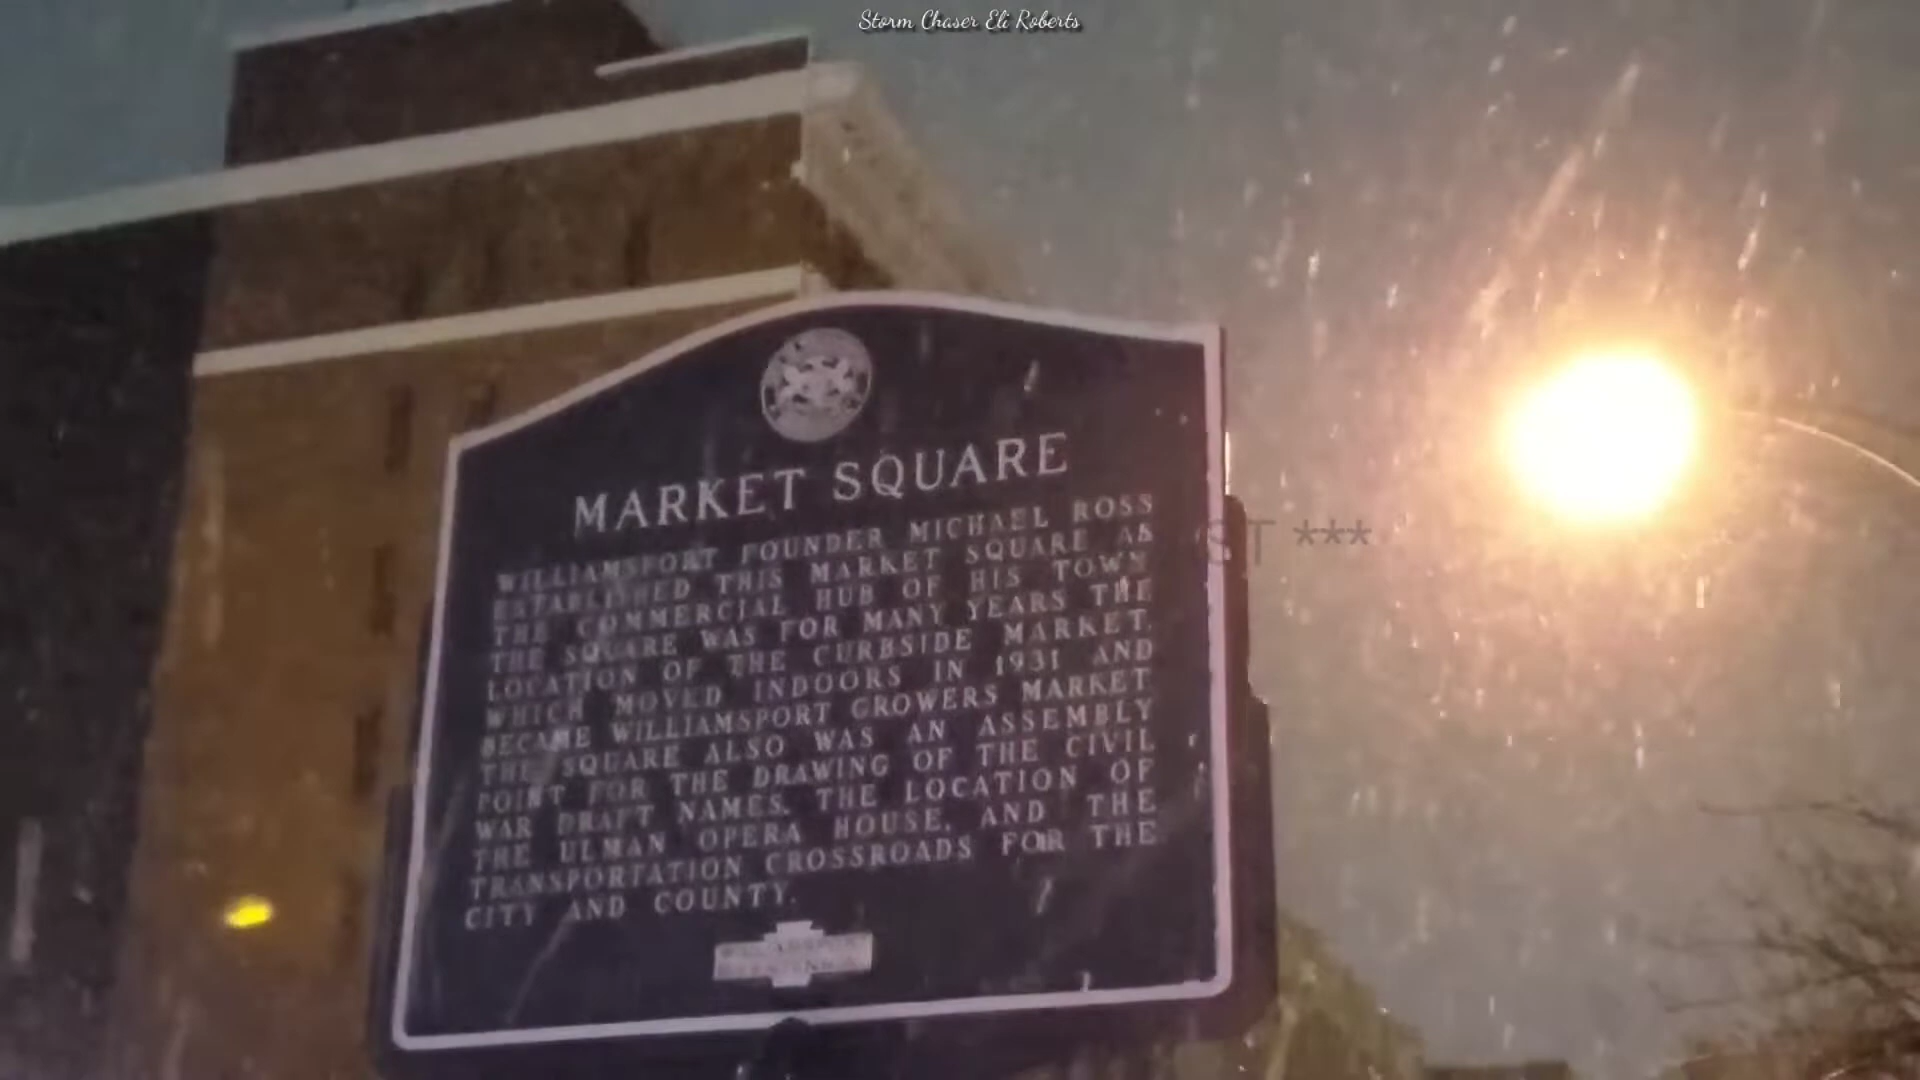 Storm Chaser Eli Roberts
MARKET SQUARE
WILLIAMSPORT FOUNDER MICHAEL ROSS
ESTABLISHED THIS MARKET SQUARE AS
THE COMMERCIAL HUB OF HIS TOWN
THE SQUARE WAS FOR MANY YEARS THE
LOCATION OF THE CURBSIDE MARKET,
WHICH MOVED INDOORS IN 1931 AND
BECAME WILLIAMSPORT GROWERS MARKET.
THE SQUARE ALSO WAS AN ASSEMBLY
POINT FOR THE DRAWING OF THE CIVIL
WAR DRAFT NAMES, THE LOCATION OF
THE ULMAN OPERA HOUSE, AND THE
TRANSPORTATION CROSSROADS FOR THE
CITY AND COUNTY.
ST ***